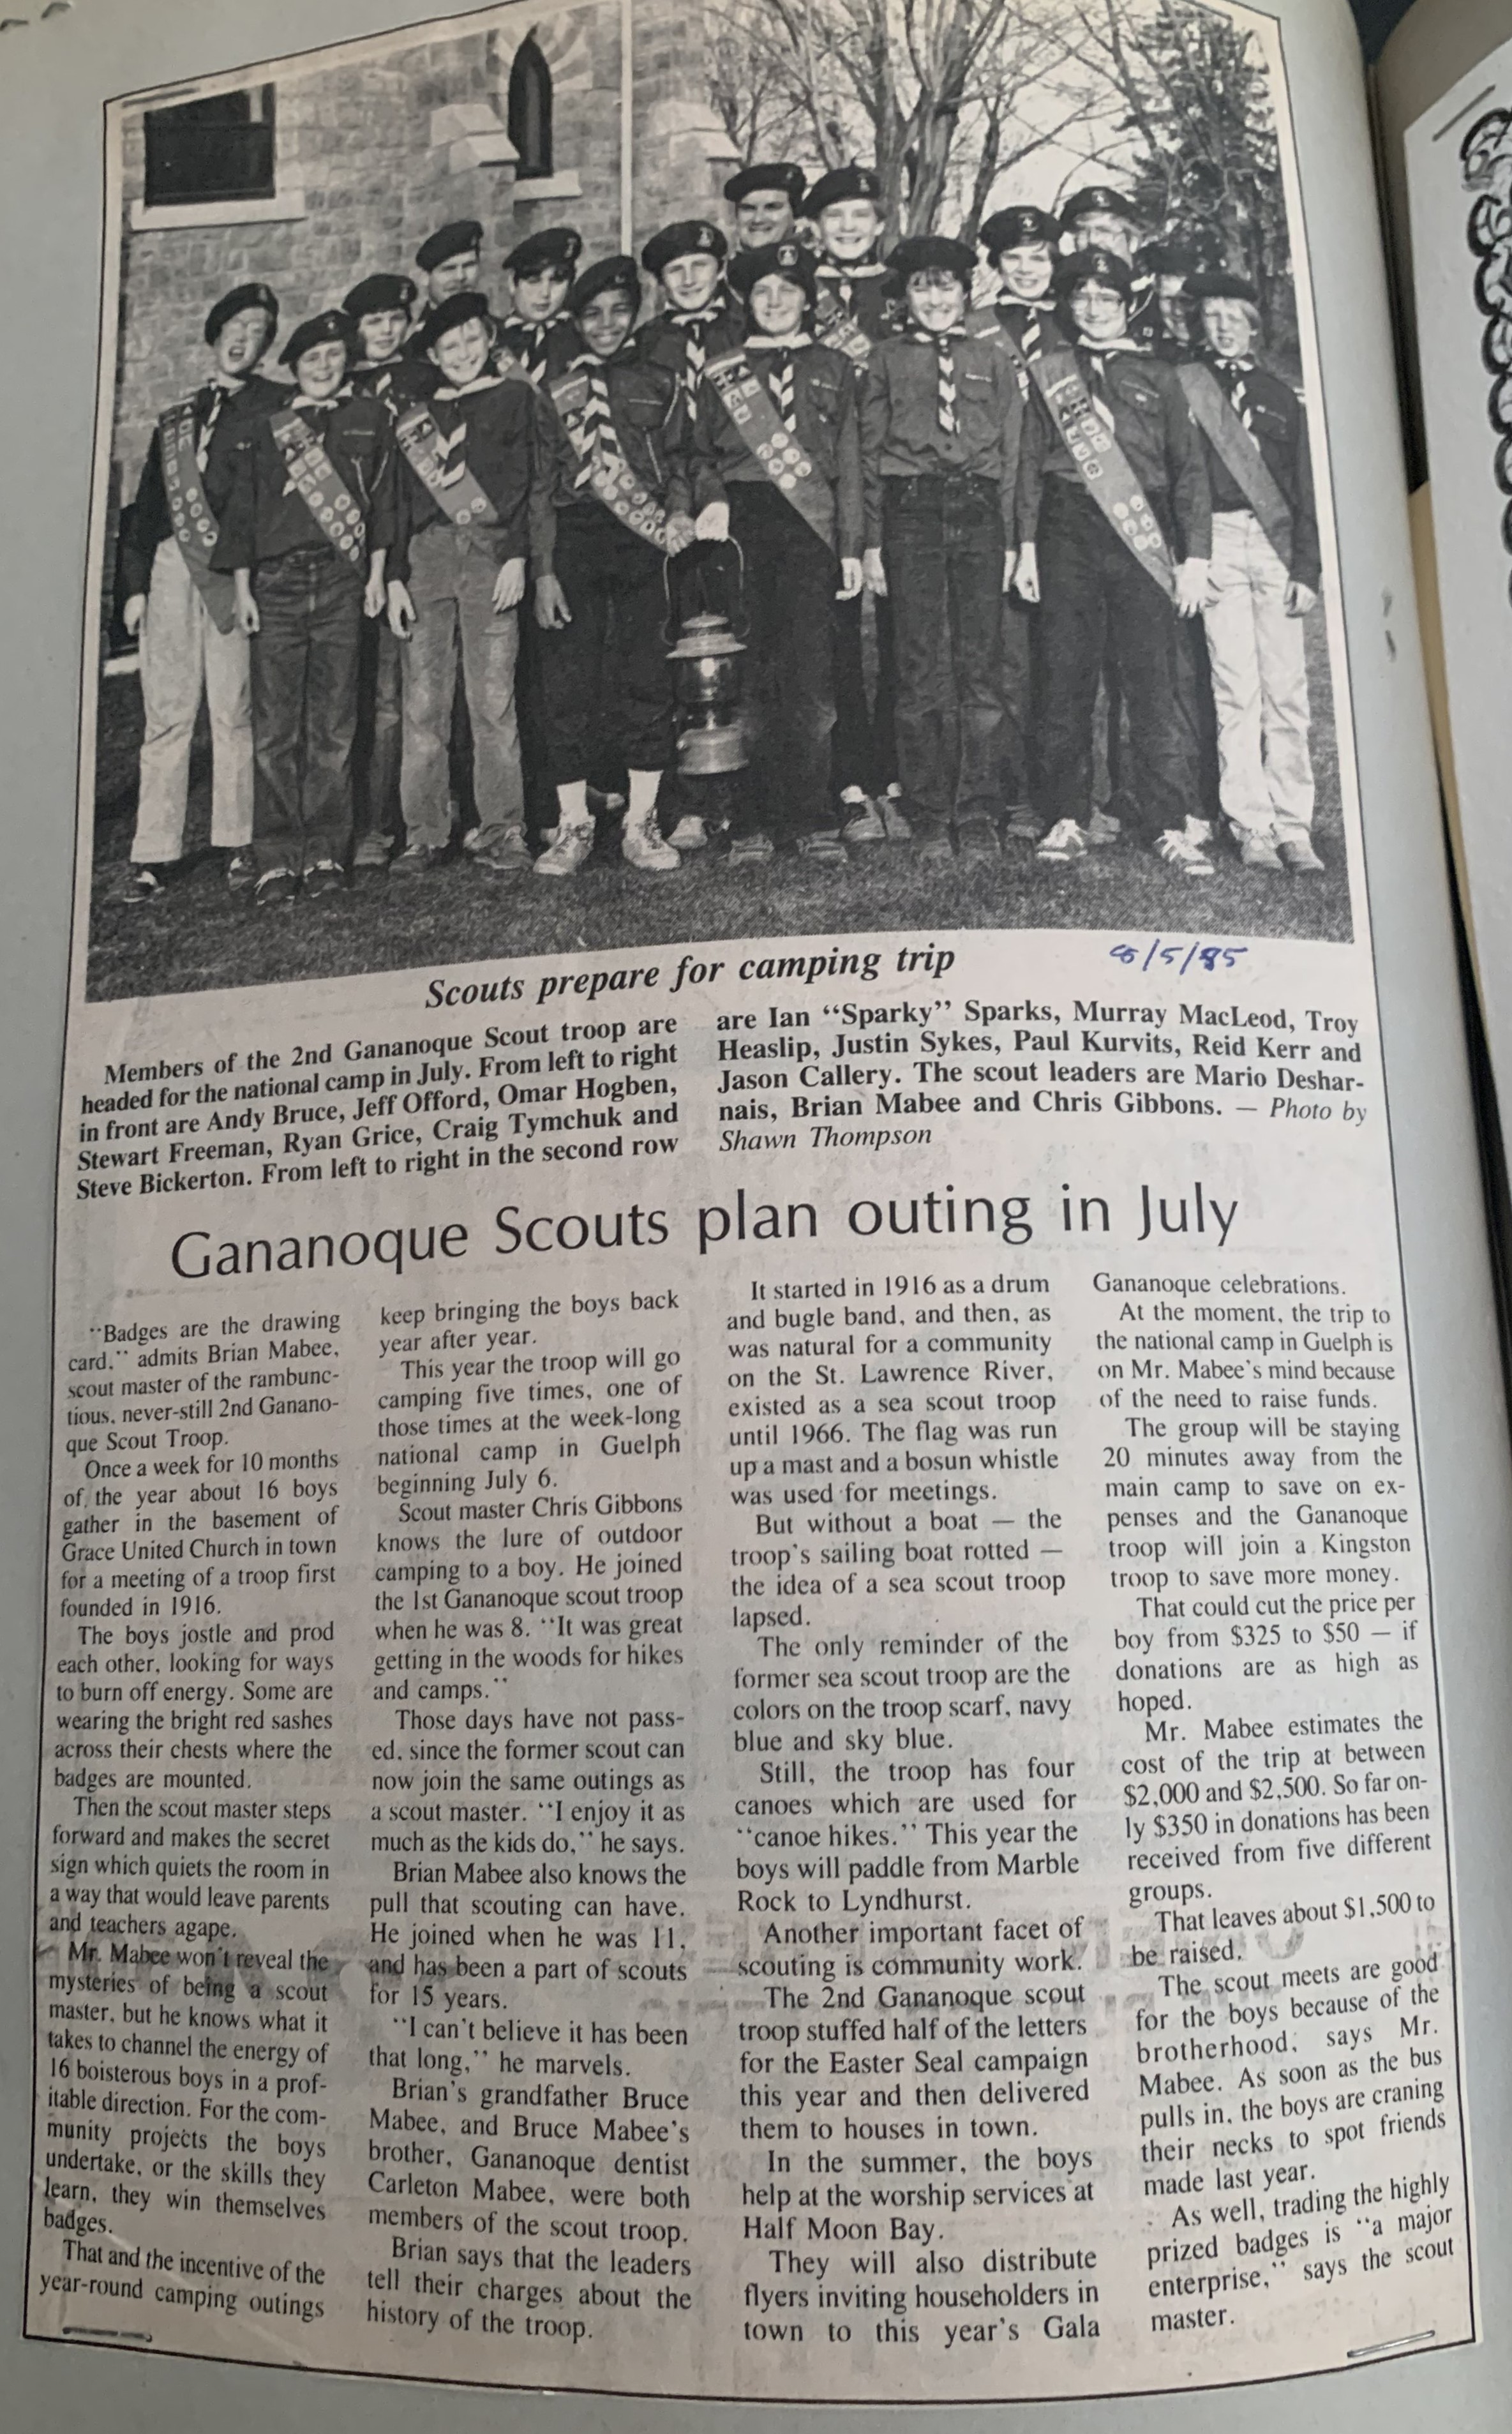 Scouts prepare for camping trip
8/5/85
Members of the 2nd Gananoque Scout troop are
headed for the national camp in July. From left to right
in front are Andy Bruce, Jeff Offord, Omar Hogben,
Stewart Freeman, Ryan Grice, Craig Tymchuk and
Steve Bickerton. From left to right in the second row
are Ian “Sparky” Sparks, Murray MacLeod, Troy
Heaslip, Justin Sykes, Paul Kurvits, Reid Kerr and
Jason Callery. The scout leaders are Mario Deshar-
nais, Brian Mabee and Chris Gibbons. — Photo by
Shawn Thompson
Gananoque Scouts plan outing in July
“Badges are the drawing
card.” admits Brian Mabee,
scout master of the rambunc-
tious, never-still 2nd Ganano-
que Scout Troop.
Once a week for 10 months
of the year about 16 boys
gather in the basement of
Grace United Church in town
for a meeting of a troop first
founded in 1916.
The boys jostle and prod
each other, looking for ways
to burn off energy. Some are
wearing the bright red sashes
across their chests where the
badges are mounted.
Then the scout master steps
forward and makes the secret
sign which quiets the room in
a way that would leave parents
and teachers agape.
Mr. Mabee won't reveal the
mysteries of being a scout
master, but he knows what it
takes to channel the energy of
16 boisterous boys in a prof-
itable direction. For the com-
munity projects the boys
undertake, or the skills they
learn, they win themselves
badges.
That and the incentive of the
year-round camping outings
keep bringing the boys back
year after year.
This year the troop will go
camping five times, one of
those times at the week-long
national camp in Guelph
beginning July 6.
Scout master Chris Gibbons
knows the lure of outdoor
camping to a boy. He joined
the 1st Gananoque scout troop
when he was 8. “It was great
getting in the woods for hikes
and camps.”
Those days have not pass-
ed, since the former scout can
now join the same outings as
a scout master. “I enjoy it as
much as the kids do,” he says.
Brian Mabee also knows the
pull that scouting can have.
He joined when he was 11,
and has been a part of scouts
for 15 years.
“I can't believe it has been
that long,” he marvels.
Brian's grandfather Bruce
Mabee, and Bruce Mabee's
brother, Gananoque dentist
Carleton Mabee, were both
members of the scout troop.
Brian says that the leaders
tell their charges about the
history of the troop.
It started in 1916 as a drum
and bugle band, and then, as
was natural for a community
on the St. Lawrence River,
existed as a sea scout troop
until 1966. The flag was run
up a mast and a bosun whistle
was used for meetings.
But without a boat — the
troop's sailing boat rotted —
the idea of a sea scout troop
lapsed.
The only reminder of the
former sea scout troop are the
colors on the troop scarf, navy
blue and sky blue.
Still, the troop has four
canoes which are used for
“canoe hikes.” This year the
boys will paddle from Marble
Rock to Lyndhurst.
Another important facet of
scouting is community work.
The 2nd Gananoque scout
troop stuffed half of the letters
for the Easter Seal campaign
this year and then delivered
them to houses in town.
In the summer, the boys
help at the worship services at
Half Moon Bay.
They will also distribute
flyers inviting householders in
town to this year's Gala
Gananoque celebrations.
At the moment, the trip to
the national camp in Guelph is
on Mr. Mabee's mind because
of the need to raise funds.
The group will be staying
20 minutes away from the
main camp to save on ex-
penses and the Gananoque
troop will join a Kingston
troop to save more money.
That could cut the price per
boy from $325 to $50 — if
donations are as high as
hoped.
Mr. Mabee estimates the
cost of the trip at between
$2,000 and $2,500. So far on-
ly $350 in donations has been
received from five different
groups.
That leaves about $1,500 to
be raised.
The scout meets are good
for the boys because of the
brotherhood, says Mr.
Mabee. As soon as the bus
pulls in, the boys are craning
their necks to spot friends
made last year.
As well, trading the highly
prized badges is “a major
enterprise,” says the scout
master.